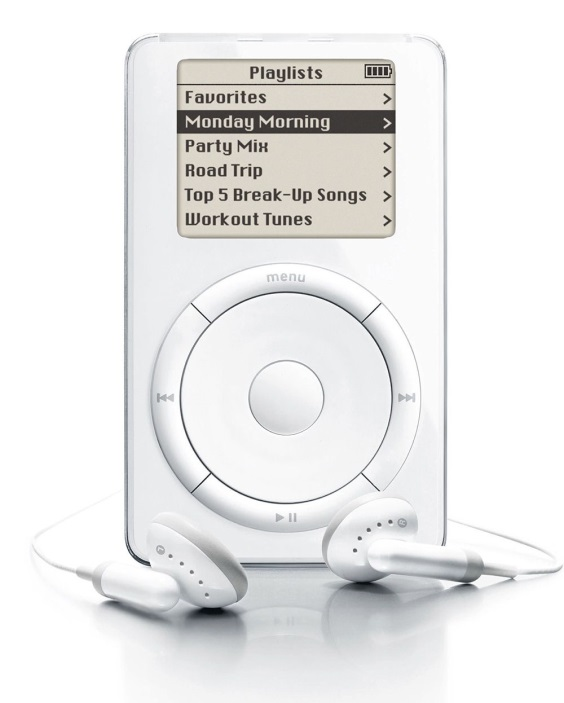 Playlists
Favorites
Monday Morning
Party Mix
Road Trip
Top 5 Break-Up Songs
Workout Tunes
menu